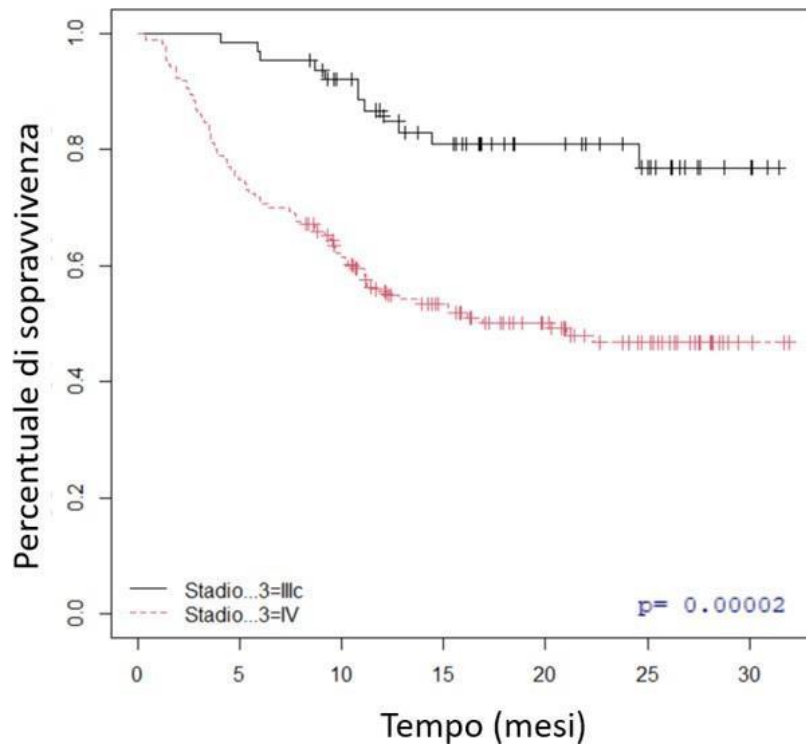 Percentuale di sopravvivenza
1.0
0.8
0.6
0.4
0.2
0.0
Stadio...3=IIIc
Stadio...3=IV
p= 0.00002
0 5 10 15 20 25 30
Tempo (mesi)